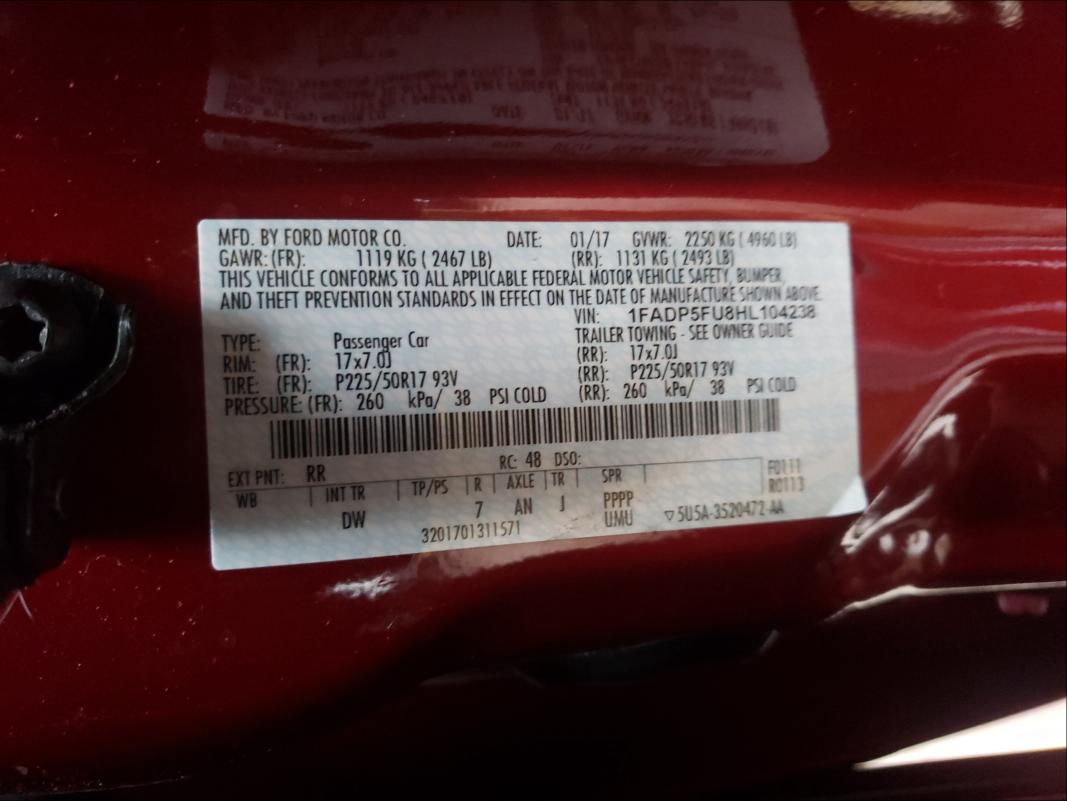 MFD. BY FORD MOTOR CO. DATE: 01/17 GVWR: 2250 KG ( 4960 LB)
GAWR: (FR): 1119 KG ( 2467 LB) (RR): 1131 KG ( 2493 LB)
THIS VEHICLE CONFORMS TO ALL APPLICABLE FEDERAL MOTOR VEHICLE SAFETY, BUMPER,
AND THEFT PREVENTION STANDARDS IN EFFECT ON THE DATE OF MANUFACTURE SHOWN ABOVE.
VIN: 1FADP5FU8HL104238
TYPE: Passenger Car TRAILER TOWING - SEE OWNER GUIDE
RIM: (FR): 17x7.0J (RR): 17x7.0J
TIRE: (FR): P225/50R17 93V (RR): P225/50R17 93V
PRESSURE: (FR): 260 kPa/ 38 PSI COLD (RR): 260 kPa/ 38 PSI COLD
EXT PNT: RR RC: 48 DSO: F0111
WB INT TR TP/PS R AXLE TR SPR R0113
DW 7 AN J PPPP
UMU ▽5U5A-3520472-AA
3201701311571